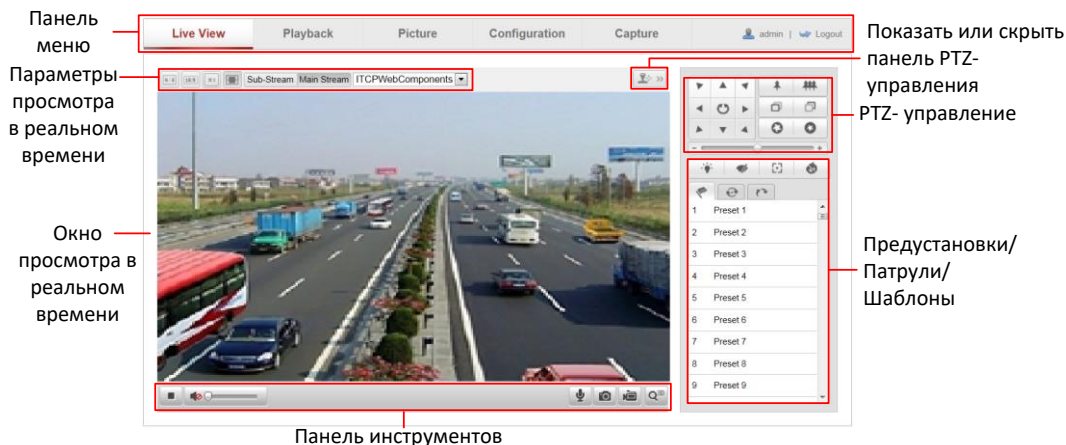 Панель
меню
Live View Playback Picture Configuration Capture admin | Logout
Показать или скрыть
панель PTZ-
управления
Параметры
просмотра
в реальном
времени
Sub-Stream Main Stream ITCPWebComponents
PTZ- управление
Окно
просмотра в
реальном
времени
1 Preset 1
2 Preset 2
3 Preset 3
4 Preset 4
5 Preset 5
6 Preset 6
7 Preset 7
8 Preset 8
9 Preset 9
Предустановки/
Патрули/
Шаблоны
Панель инструментов